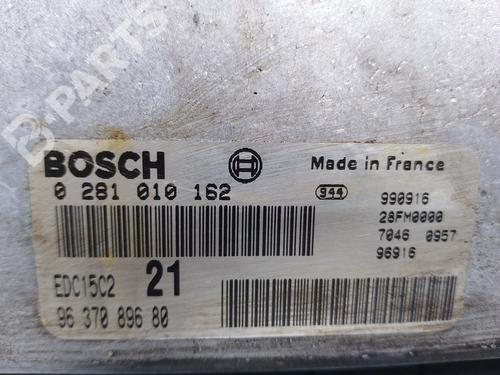 B-PARTS
BOSCH
Made in France
0 281 010 162
944
990916
28FM0000
7046 0957
96916
EDC15C2 21
96 370 896 80